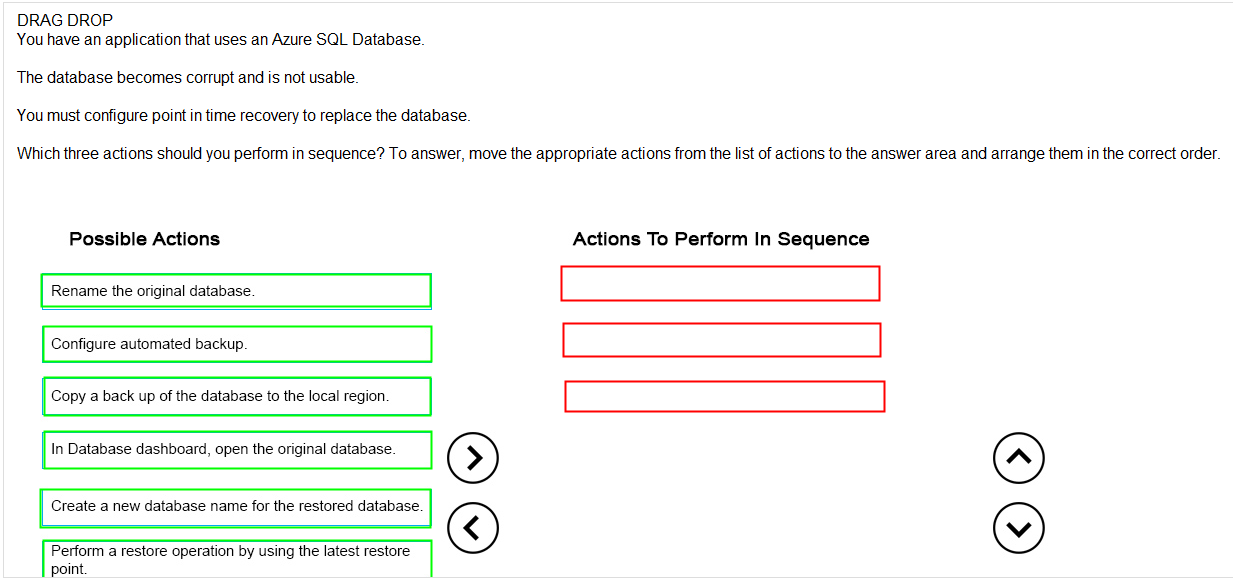 DRAG DROP
You have an application that uses an Azure SQL Database.
The database becomes corrupt and is not usable.
You must configure point in time recovery to replace the database.
Which three actions should you perform in sequence? To answer, move the appropriate actions from the list of actions to the answer area and arrange them in the correct order.
Possible Actions
Actions To Perform In Sequence
Rename the original database.
Configure automated backup.
Copy a back up of the database to the local region.
In Database dashboard, open the original database.
Create a new database name for the restored database.
Perform a restore operation by using the latest restore
point.